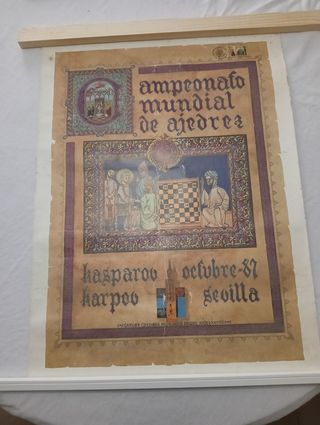 Campeonato
mundial
de ajedrez
kasparov octubre-87
karpov sevilla